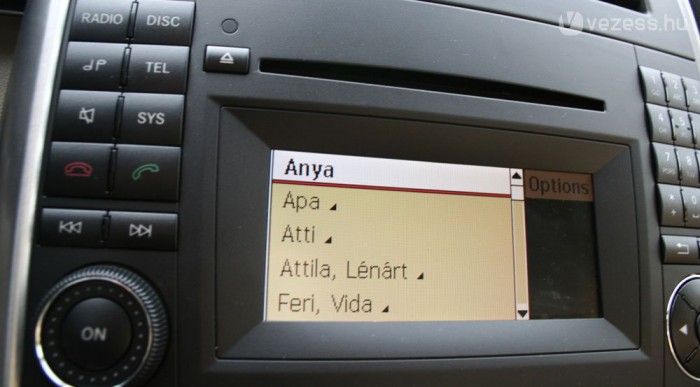 vezess.hu
RADIO DISC
TEL
SYS
ON
Anya
Options
Apa
Atti
Attila, Lénárt
Feri, Vida